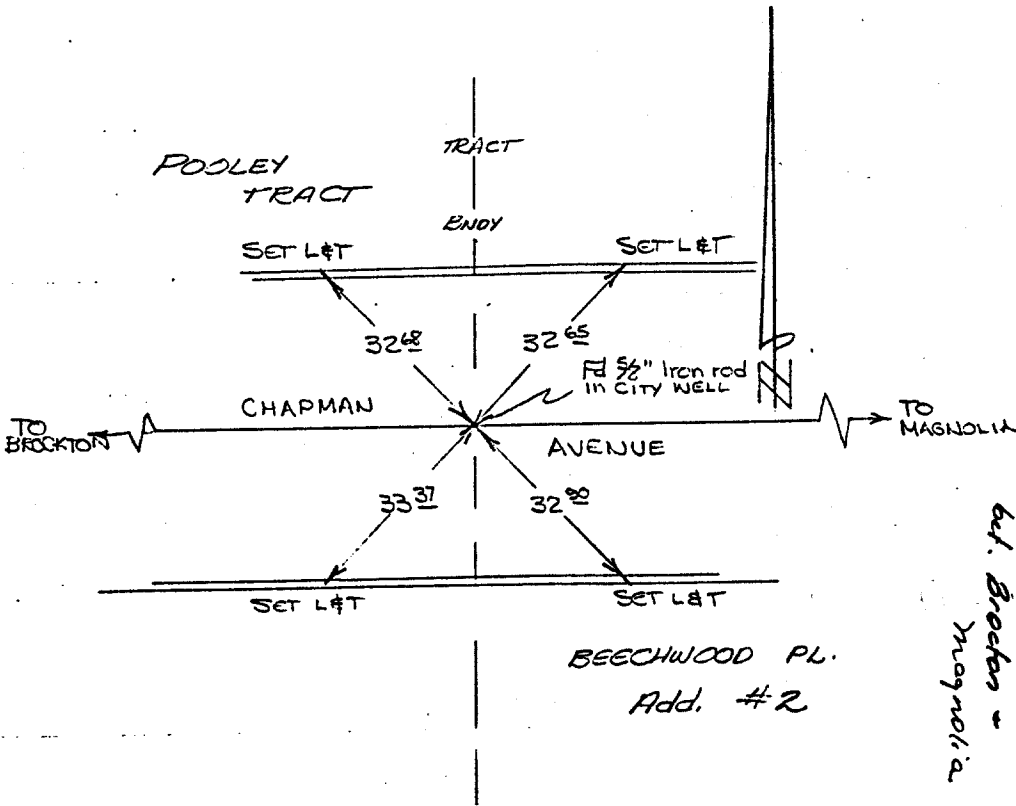 POOLEY
TRACT
TRACT
BNDY
SET L&T
SET L&T
32 68
32 65
Fd 5/8" Iron rod
in CITY WELL
N
CHAPMAN
AVENUE
TO
BROCKTON
TO
MAGNOLIA
33 37
32 90
SET L&T
SET L&T
BEECHWOOD PL.
Add. #2
bet. Brockton &
Magnolia